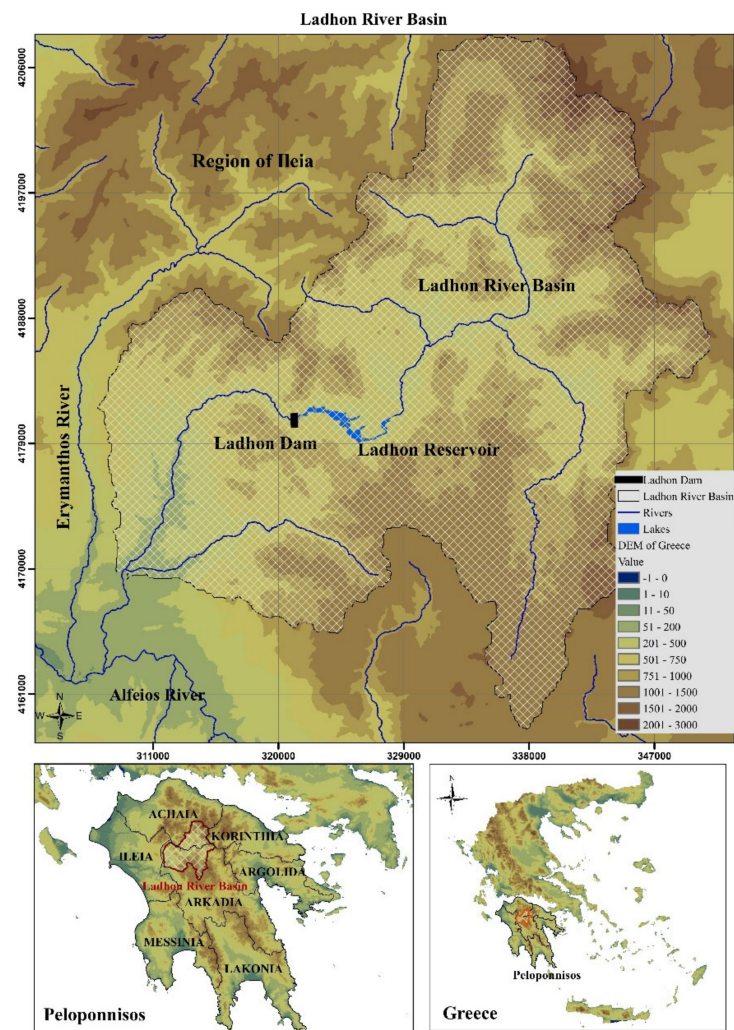 Ladhon River Basin
4206000
4197000
4188000
4179000
4170000
4161000
Region of Ileia
Ladhon River Basin
Erymanthos River
Ladhon Dam
Ladhon Reservoir
Alfeios River
N
W
E
S
Ladhon Dam
Ladhon River Basin
Rivers
Lakes
DEM of Greece
Value
-1 - 0
1 - 10
11 - 50
51 - 200
201 - 500
501 - 750
751 - 1000
1001 - 1500
1501 - 2000
2001 - 3000
311000
320000
329000
338000
347000
ACHAIA
KORINTHIA
ILEIA
ARGOLIDA
Ladhon River Basin
ARKADIA
MESSINIA
LAKONIA
Peloponnisos
N
Peloponnisos
Greece